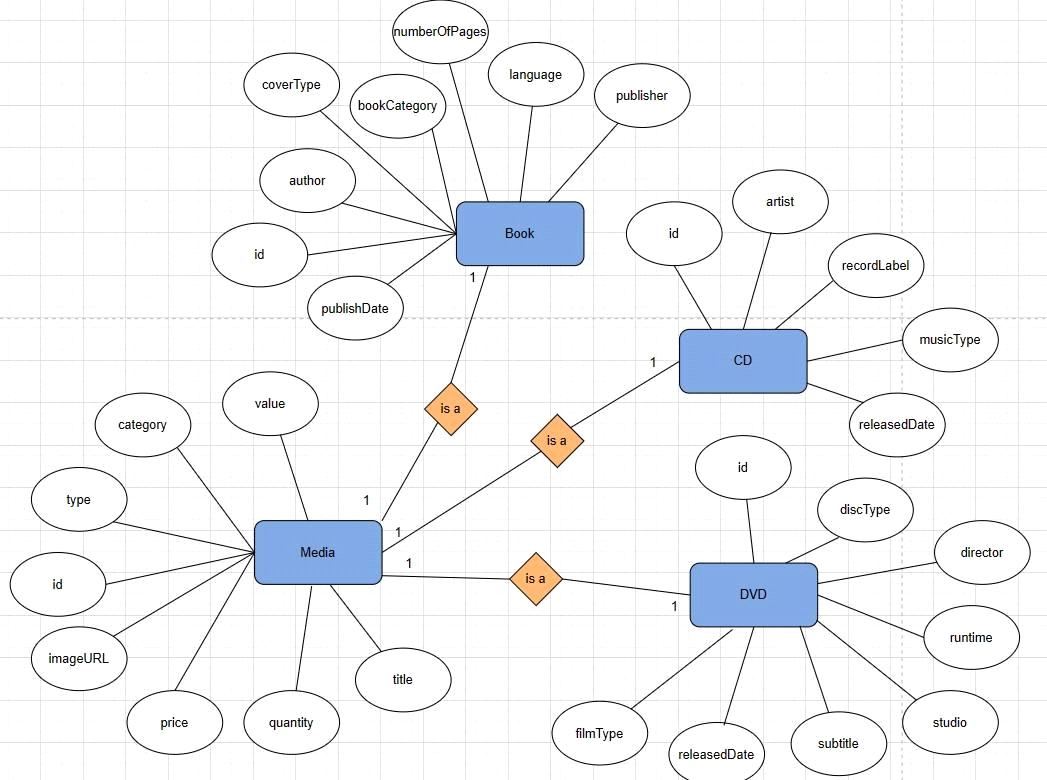 numberOfPages
language
coverType
bookCategory
publisher
author
artist
Book
id
id
recordLabel
1
publishDate
musicType
CD
1
value
is a
category
releasedDate
is a
id
type
1
discType
1
Media
director
1
is a
id
DVD
1
runtime
imageURL
title
price
quantity
studio
filmType
subtitle
releasedDate